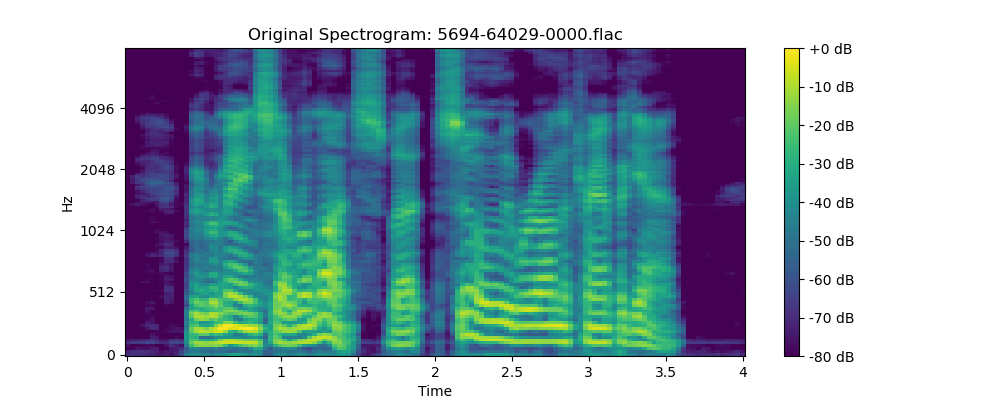 Original Spectrogram: 5694-64029-0000.flac
Hz
4096
2048
1024
512
0
0
0.5
1
1.5
2
2.5
3
3.5
4
Time
+0 dB
-10 dB
-20 dB
-30 dB
-40 dB
-50 dB
-60 dB
-70 dB
-80 dB